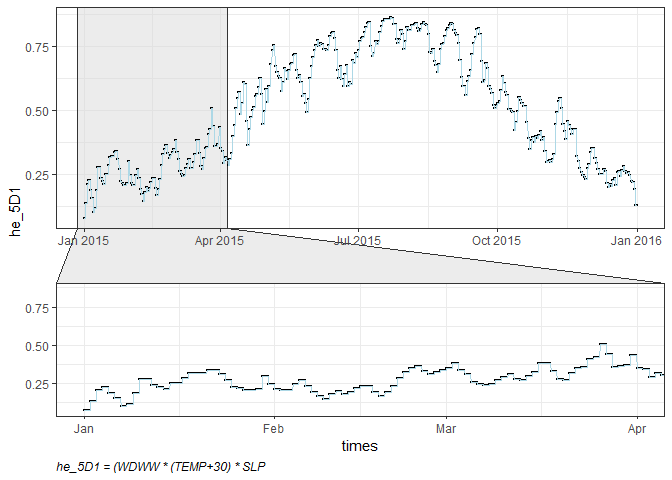 0.75
0.50
0.25
Jan 2015
Apr 2015
Jul 2015
Oct 2015
Jan 2016
he_5D1
0.75
0.50
0.25
Jan
Feb
Mar
Apr
times
he_5D1 = (WDWW * (TEMP+30) * SLP